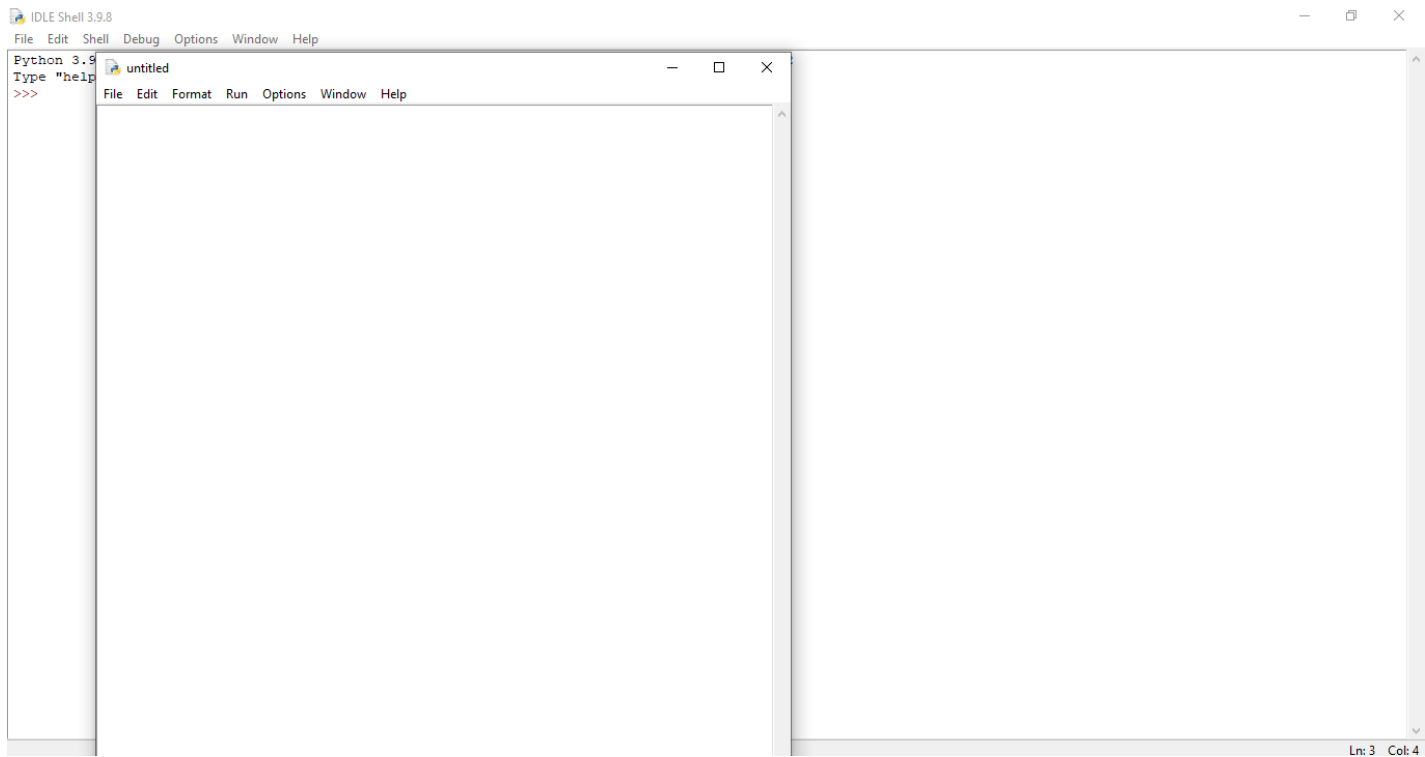 IDLE Shell 3.9.8
File Edit Shell Debug Options Window Help
Python 3.9
Type "help
>>>
untitled
File Edit Format Run Options Window Help
Ln: 3 Col: 4